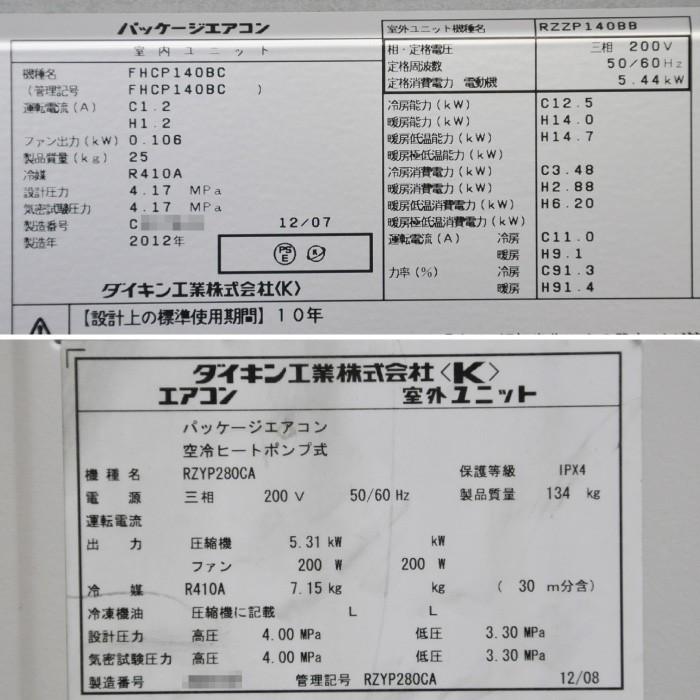 パッケージエアコン
室内ユニット
機種名 FHCP140BC
(管理記号 FHCP140BC )
運転電流(A) C1.2
H1.2
ファン出力(kW) 0.106
製品質量(kg) 25
冷媒 R410A
設計圧力 4.17 MPa
気密試験圧力 4.17 MPa
製造番号 C 12/07
製造年 2012年
PSE
ダイキン工業株式会社〈K〉
室外ユニット機種名 RZZP140BB
相・定格電圧 三相 200V
定格周波数 50/60Hz
定格消費電力 電動機 5.44kW
冷房能力(kW) C12.5
暖房能力(kW) H14.0
暖房低温能力(kW) H14.7
暖房極低温能力(kW)
冷房消費電力(kW) C3.48
暖房消費電力(kW) H2.88
暖房低温消費電力(kW) H6.20
暖房極低温消費電力(kW)
運転電流(A) 冷房 C11.0
暖房 H9.1
力率(%) 冷房 C91.3
暖房 H91.4
【設計上の標準使用期間】10年
ダイキン工業株式会社〈K〉
エアコン 室外ユニット
パッケージエアコン
空冷ヒートポンプ式
機種名 RZYP280CA 保護等級 IPX4
電源 三相 200 V 50/60 Hz 製品質量 134 kg
運転電流
出力 圧縮機 5.31 kW kW
ファン 200 W 200 W
冷媒 R410A 7.15 kg kg ( 30 m分含)
冷凍機油 圧縮機に記載 L L
設計圧力 高圧 4.00 MPa 低圧 3.30 MPa
気密試験圧力 高圧 4.00 MPa 低圧 3.30 MPa
製造番号 管理記号 RZYP280CA 12/08